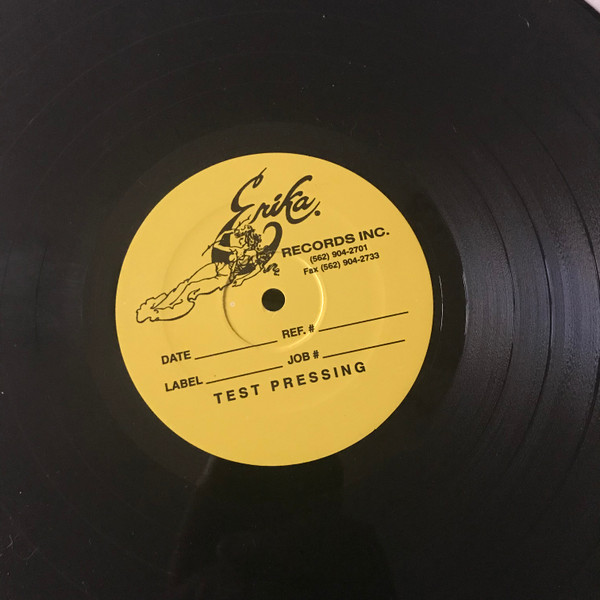 Erika.
RECORDS INC.
(562) 904-2701
Fax (562) 904-2733
DATE REF. #
LABEL JOB #
TEST PRESSING